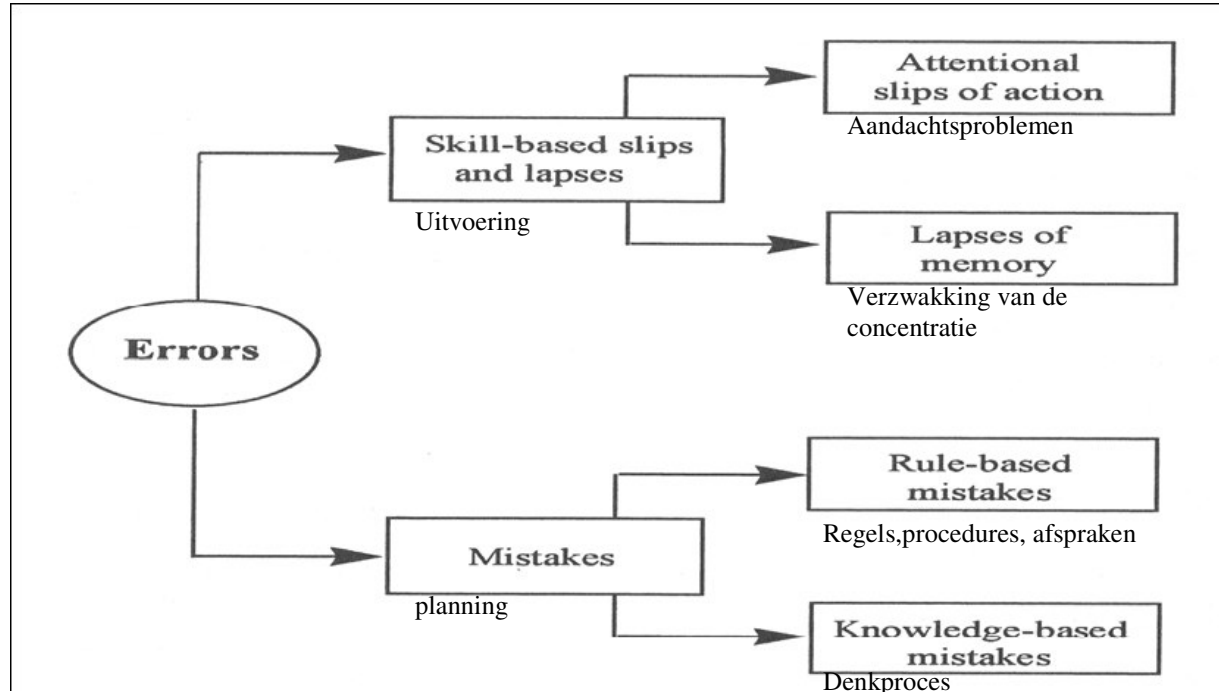 Attentional
slips of action
Aandachtsproblemen
Skill-based slips
and lapses
Uitvoering
Lapses of
memory
Verzwakking van de
concentratie
Errors
Rule-based
mistakes
Regels,procedures, afspraken
Mistakes
planning
Knowledge-based
mistakes
Denkproces